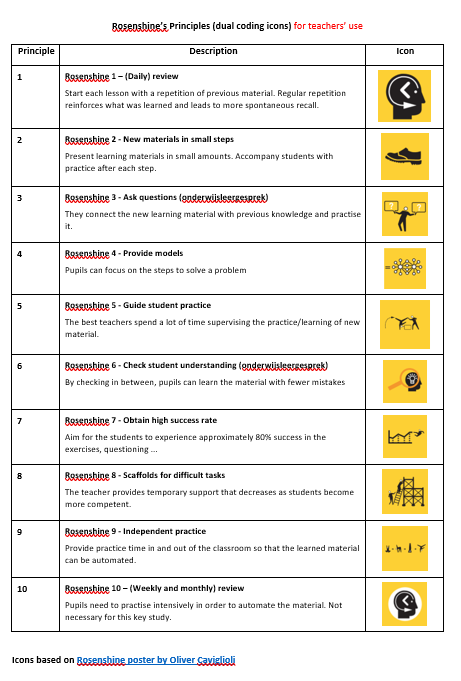 Rosenshine's Principles (dual coding icons) for teachers' use
Principle Description Icon
1
Rosenshine 1 – (Daily) review
Start each lesson with a repetition of previous material. Regular repetition
reinforces what was learned and leads to more spontaneous recall.
2
Rosenshine 2 - New materials in small steps
Present learning materials in small amounts. Accompany students with
practice after each step.
3
Rosenshine 3 - Ask questions (onderwijsleergesprek)
They connect the new learning material with previous knowledge and practise
it.
4
Rosenshine 4 - Provide models
Pupils can focus on the steps to solve a problem
5
Rosenshine 5 - Guide student practice
The best teachers spend a lot of time supervising the practice/learning of new
material.
6
Rosenshine 6 - Check student understanding (onderwijsleergesprek)
By checking in between, pupils can learn the material with fewer mistakes
7
Rosenshine 7 - Obtain high success rate
Aim for the students to experience approximately 80% success in the
exercises, questioning ...
8
Rosenshine 8 - Scaffolds for difficult tasks
The teacher provides temporary support that decreases as students become
more competent.
9
Rosenshine 9 - Independent practice
Provide practice time in and out of the classroom so that the learned material
can be automated.
10
Rosenshine 10 – (Weekly and monthly) review
Pupils need to practise intensively in order to automate the material. Not
necessary for this key study.
Icons based on Rosenshine poster by Oliver Caviglioli